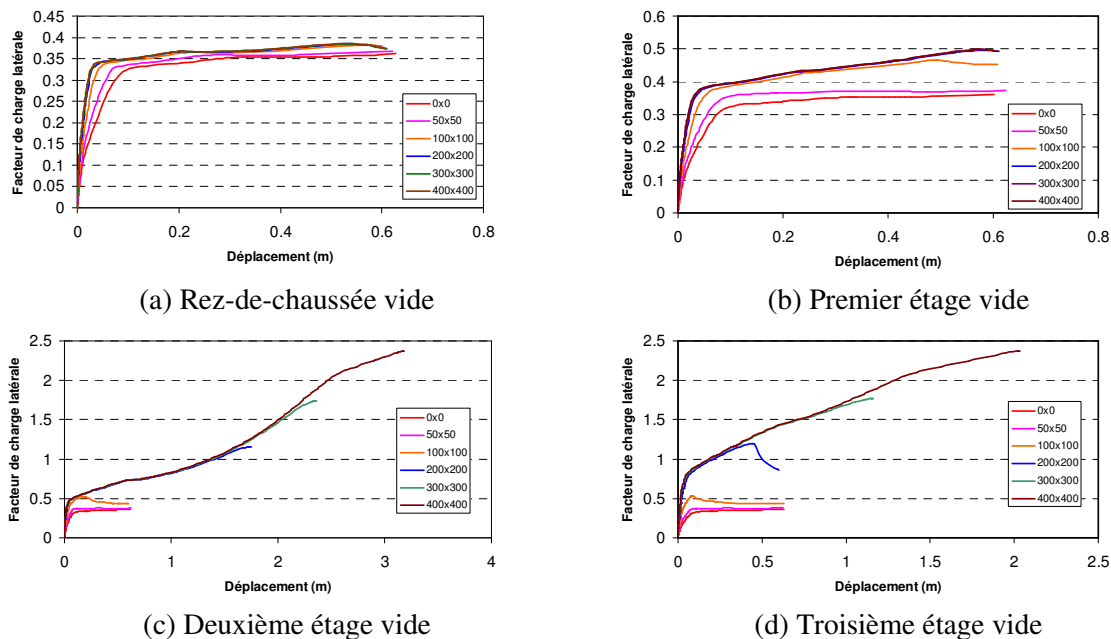 Facteur de charge latérale
0.45
0.4
0.35
0.3
0.25
0.2
0.15
0.1
0.05
0
0 0.2 0.4 0.6 0.8
Déplacement (m)
0x0
50x50
100x100
200x200
300x300
400x400
(a) Rez-de-chaussée vide
Facteur de charge latérale
0.6
0.5
0.4
0.3
0.2
0.1
0
0 0.2 0.4 0.6 0.8
Déplacement (m)
0x0
50x50
100x100
200x200
300x300
400x400
(b) Premier étage vide
Facteur de charge latérale
2.5
2
1.5
1
0.5
0
0 1 2 3 4
Déplacement (m)
0x0
50x50
100x100
200x200
300x300
400x400
(c) Deuxième étage vide
Facteur de charge latérale
2.5
2
1.5
1
0.5
0
0 0.5 1 1.5 2 2.5
Déplacement (m)
0x0
50x50
100x100
200x200
300x300
400x400
(d) Troisième étage vide